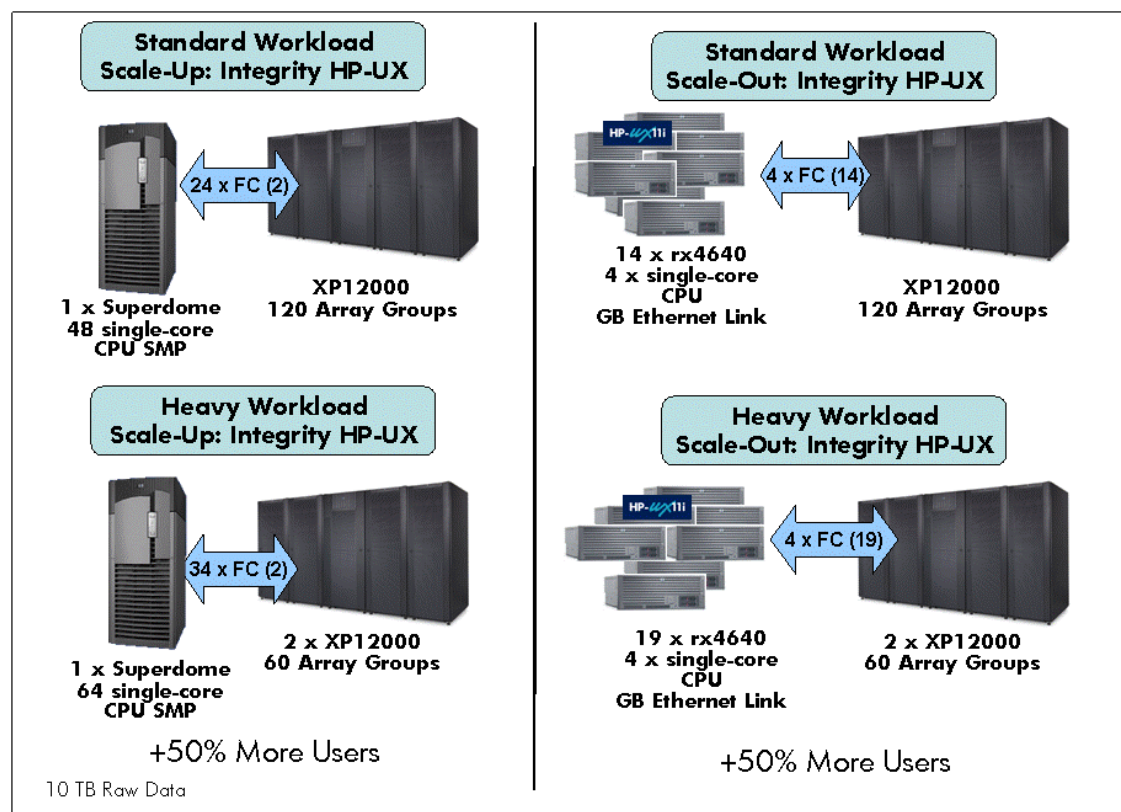 Standard Workload
Scale-Up: Integrity HP-UX
24 x FC (2)
1 x Superdome
48 single-core
CPU SMP
XP12000
120 Array Groups
Heavy Workload
Scale-Up: Integrity HP-UX
34 x FC (2)
1 x Superdome
64 single-core
CPU SMP
2 x XP12000
60 Array Groups
+50% More Users
10 TB Raw Data
Standard Workload
Scale-Out: Integrity HP-UX
HP-UX 11i
4 x FC (14)
14 x rx4640
4 x single-core
CPU
GB Ethernet Link
XP12000
120 Array Groups
Heavy Workload
Scale-Out: Integrity HP-UX
HP-UX 11i
4 x FC (19)
19 x rx4640
4 x single-core
CPU
GB Ethernet Link
2 x XP12000
60 Array Groups
+50% More Users